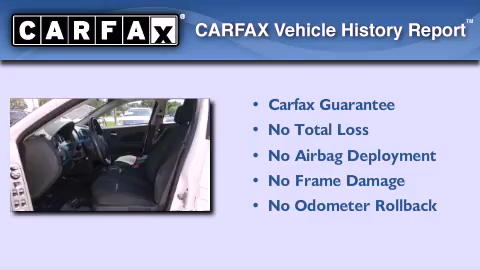 CARFAX®
CARFAX Vehicle History Report™
• Carfax Guarantee
• No Total Loss
• No Airbag Deployment
• No Frame Damage
• No Odometer Rollback